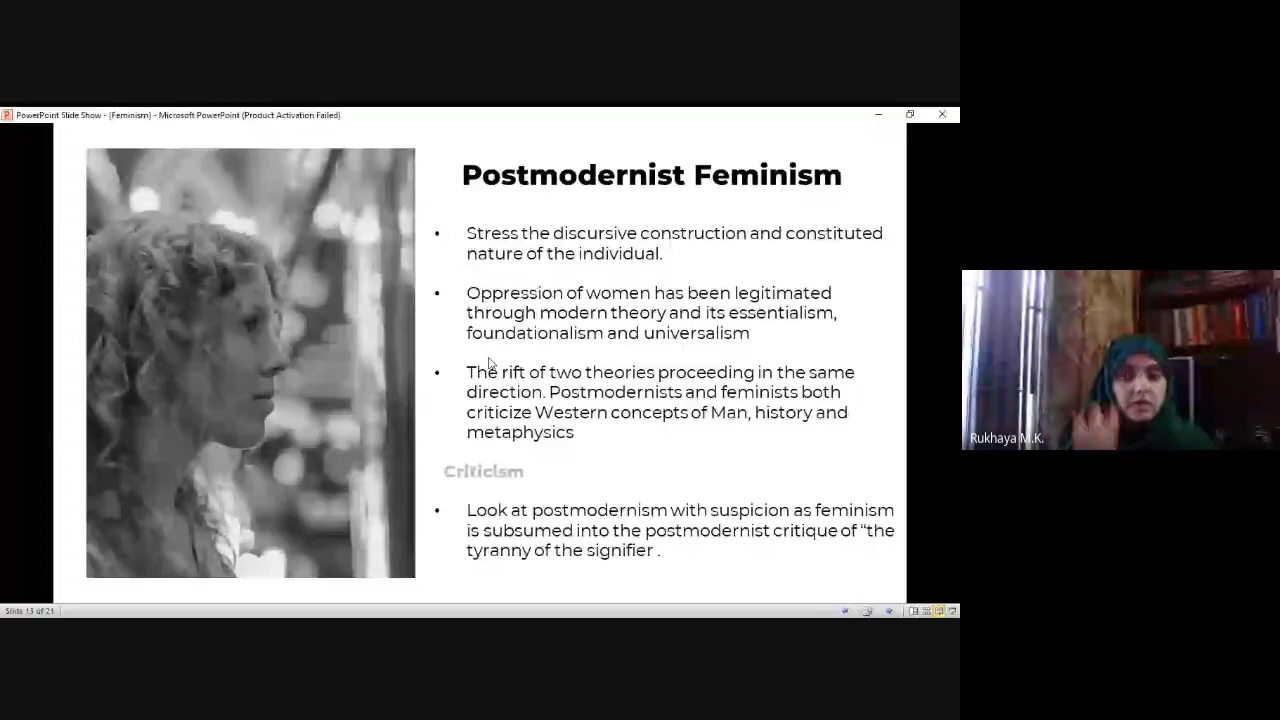 PowerPoint Slide Show - [Feminism] - Microsoft PowerPoint (Product Activation Failed)
Postmodernist Feminism
• Stress the discursive construction and constituted
nature of the individual.
• Oppression of women has been legitimated
through modern theory and its essentialism,
foundationalism and universalism
• The rift of two theories proceeding in the same
direction. Postmodernists and feminists both
criticize Western concepts of Man, history and
metaphysics
Criticism
• Look at postmodernism with suspicion as feminism
is subsumed into the postmodernist critique of “the
tyranny of the signifier .
Slide 13 of 21
Rukhaya M.K.